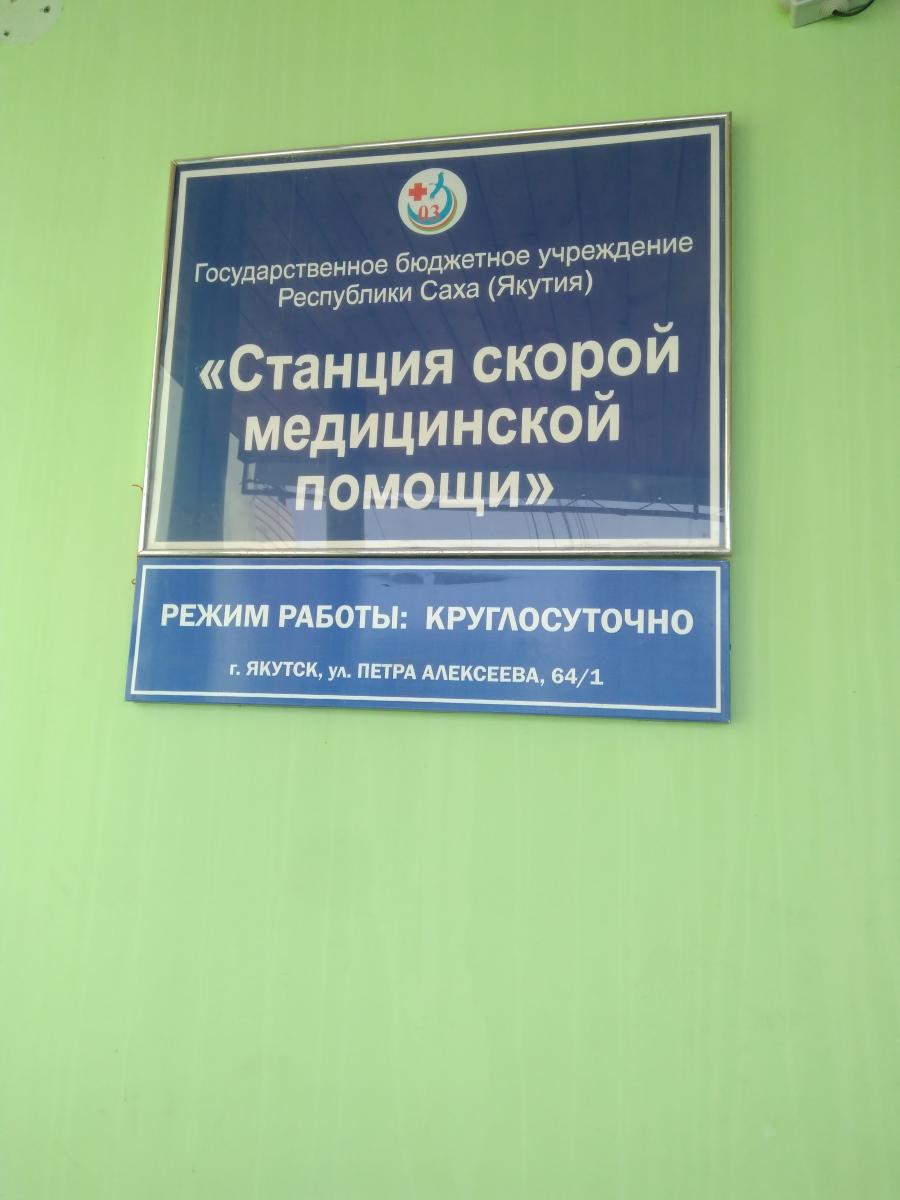 03
Государственное бюджетное учреждение
Республики Саха (Якутия)
«Станция скорой
медицинской
помощи»
РЕЖИМ РАБОТЫ: КРУГЛОСУТОЧНО
г. ЯКУТСК, ул. ПЕТРА АЛЕКСЕЕВА, 64/1